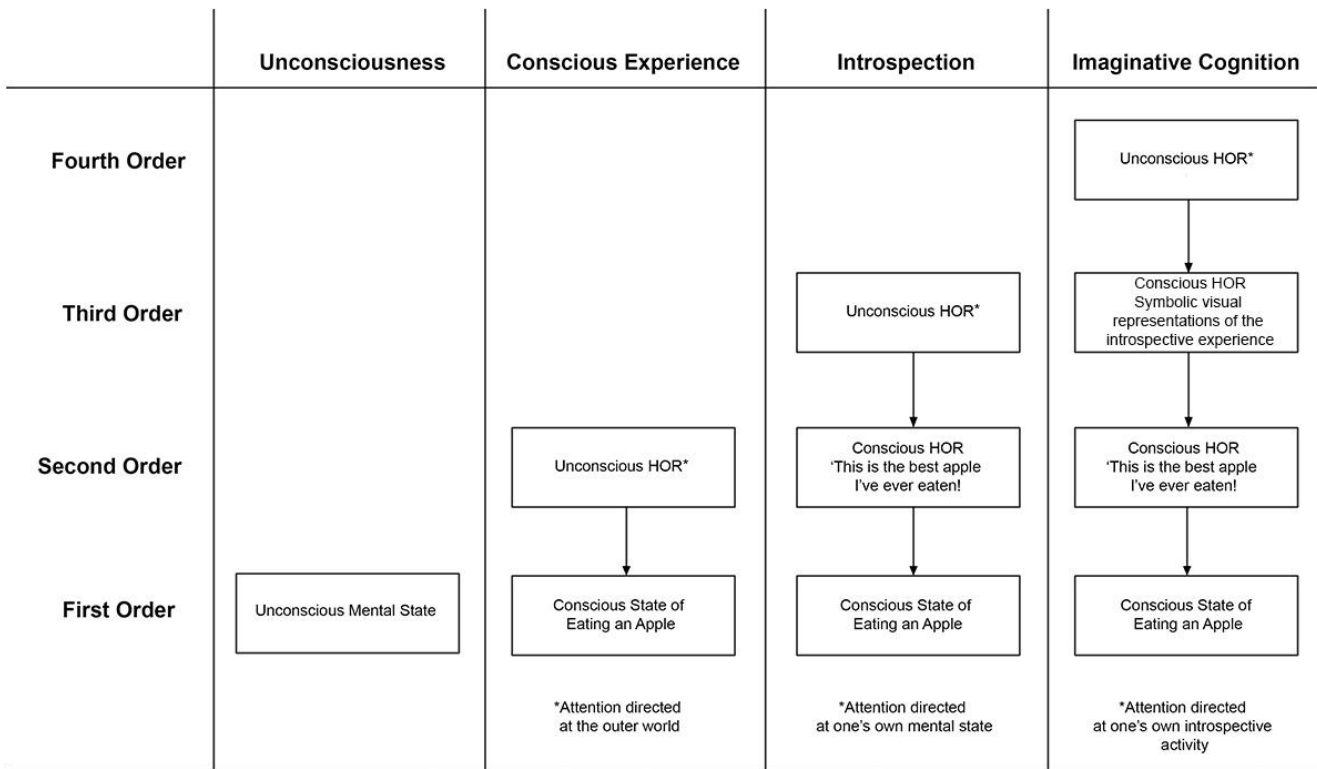 Unconsciousness
Conscious Experience
Introspection
Imaginative Cognition
Fourth Order
Unconscious HOR*
Third Order
Unconscious HOR*
Conscious HOR
Symbolic visual
representations of the
introspective experience
Second Order
Unconscious HOR*
Conscious HOR
'This is the best apple
I've ever eaten!
Conscious HOR
'This is the best apple
I've ever eaten!
First Order
Unconscious Mental State
Conscious State of
Eating an Apple
Conscious State of
Eating an Apple
Conscious State of
Eating an Apple
*Attention directed
at the outer world
*Attention directed
at one's own mental state
*Attention directed
at one's own introspective
activity